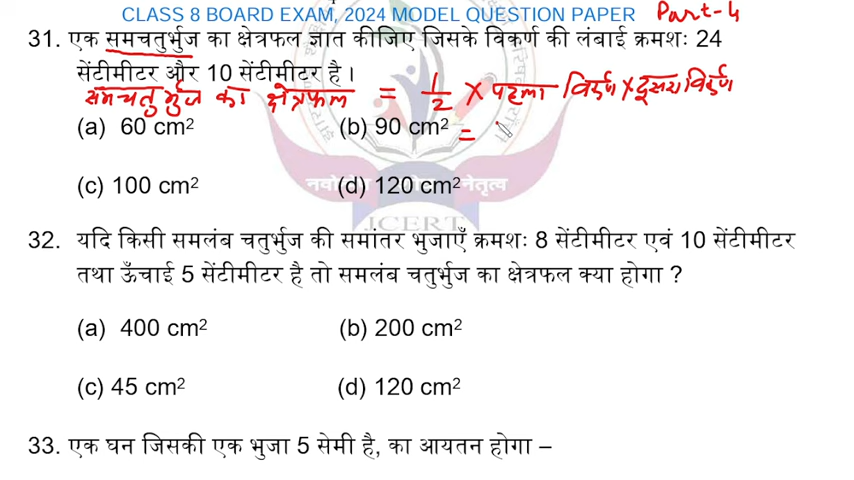 CLASS 8 BOARD EXAM, 2024 MODEL QUESTION PAPER Part-4
31. एक समचतुर्भुज का क्षेत्रफल ज्ञात कीजिए जिसके विकर्ण की लंबाई क्रमशः 24
सेंटीमीटर और 10 सेंटीमीटर है।
समचतुर्भुज का क्षेत्रफल = 1/2 × पहला विकर्ण × दूसरा विकर्ण
(a) 60 cm² (b) 90 cm² =
(c) 100 cm² (d) 120 cm²
नेतृत्व
JCERT
32. यदि किसी समलंब चतुर्भुज की समांतर भुजाएँ क्रमशः 8 सेंटीमीटर एवं 10 सेंटीमीटर
तथा ऊँचाई 5 सेंटीमीटर है तो समलंब चतुर्भुज का क्षेत्रफल क्या होगा ?
(a) 400 cm² (b) 200 cm²
(c) 45 cm² (d) 120 cm²
33. एक घन जिसकी एक भुजा 5 सेमी है, का आयतन होगा –